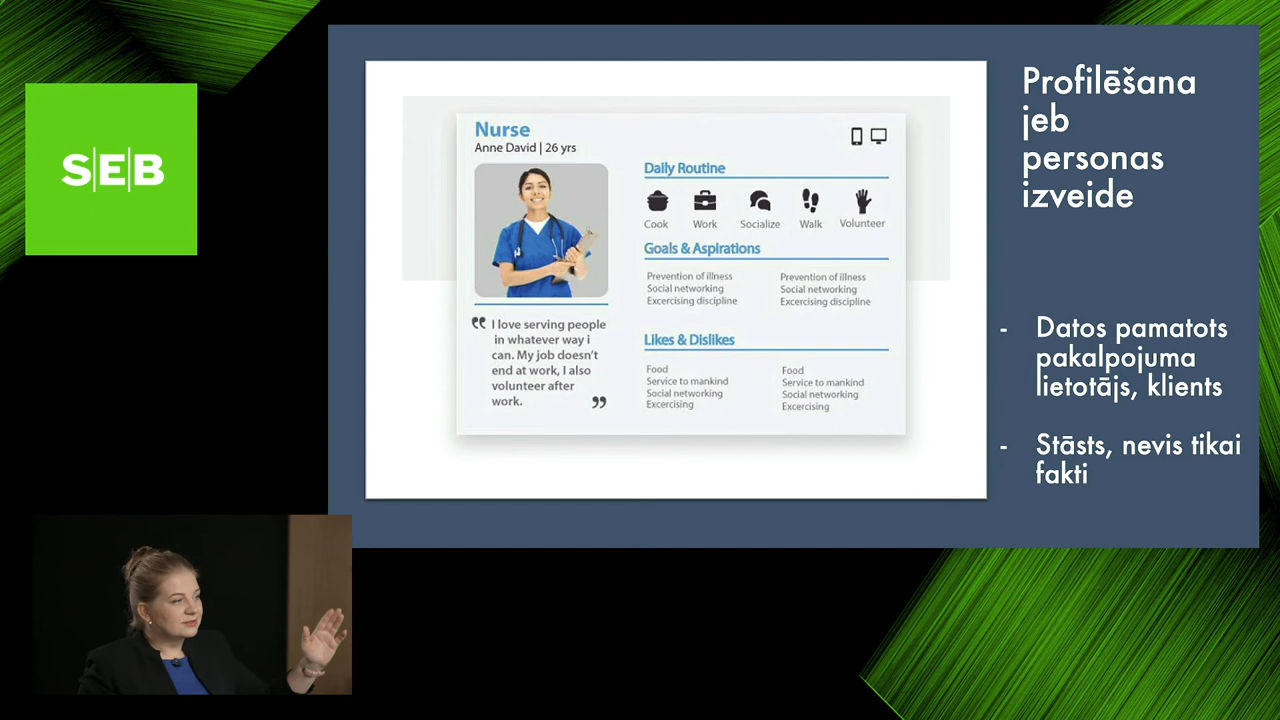 SEB
Profilēšana
jeb
personas
izveide
Nurse
Anne David | 26 yrs
Daily Routine
Cook
Work
Socialize
Walk
Volunteer
Goals & Aspirations
Prevention of illness
Social networking
Excercising discipline
Prevention of illness
Social networking
Excercising discipline
Likes & Dislikes
Food
Service to mankind
Social networking
Excercising
Food
Service to mankind
Social networking
Excercising
“ I love serving people
in whatever way i
can. My job doesn’t
end at work, I also
volunteer after
work. ”
- Datos pamatots
pakalpojuma
lietotājs, klients
- Stāsts, nevis tikai
fakti